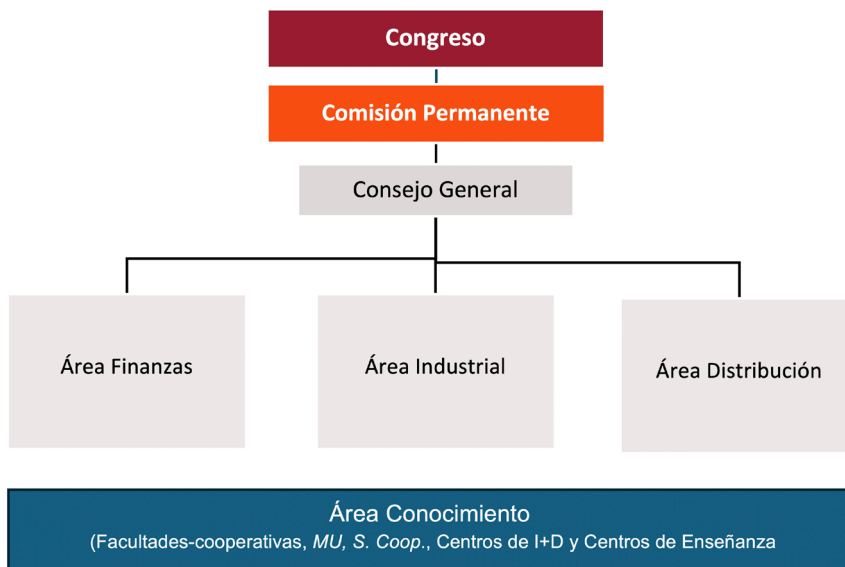 Congreso
Comisión Permanente
Consejo General
Área Finanzas
Área Industrial
Área Distribución
Área Conocimiento
(Facultades-cooperativas, MU, S. Coop., Centros de I+D y Centros de Enseñanza